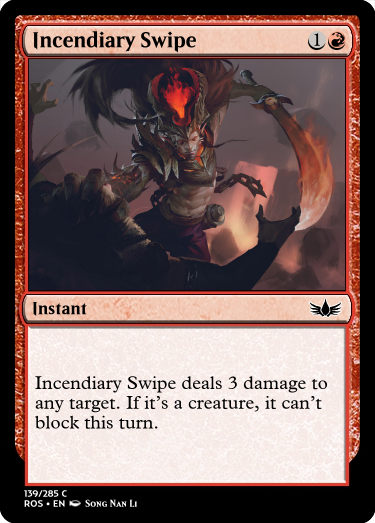 Incendiary Swipe 1
Instant
Incendiary Swipe deals 3 damage to
any target. If it's a creature, it can't
block this turn.
139/285 C
ROS • EN Song Nan Li